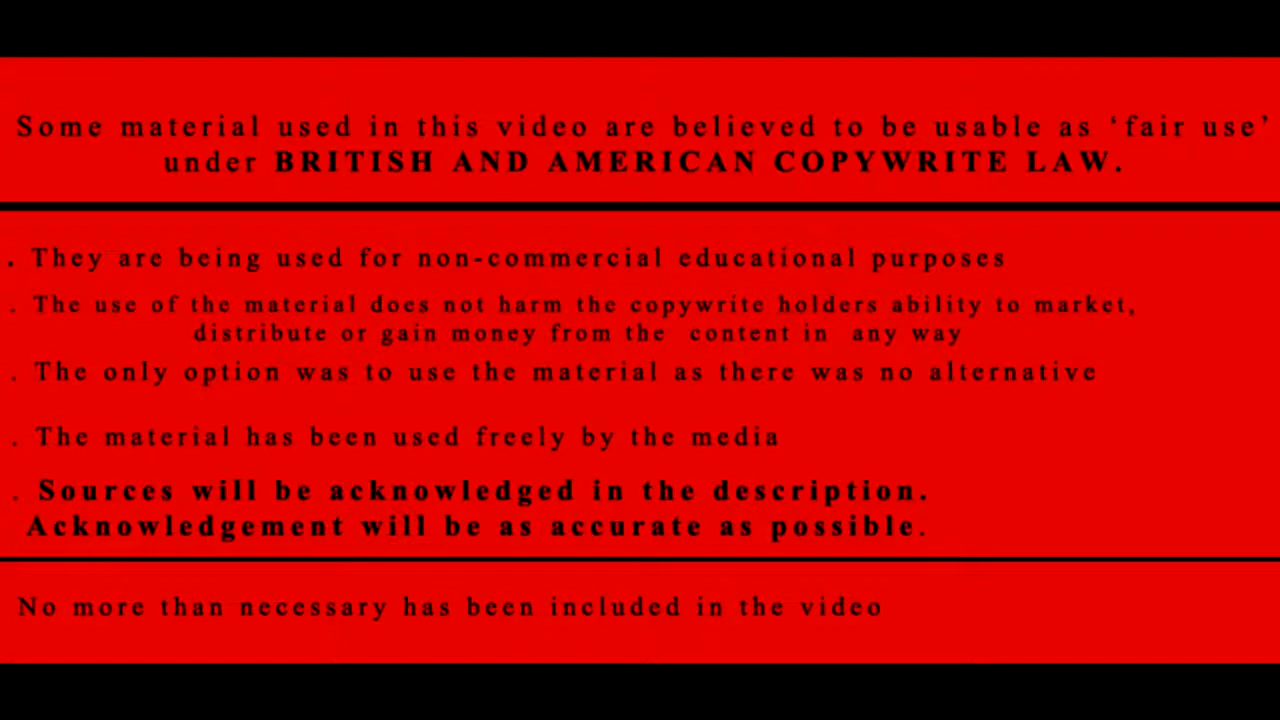 Some material used in this video are believed to be usable as ‘fair use’
under BRITISH AND AMERICAN COPYWRITE LAW.
. They are being used for non-commercial educational purposes
. The use of the material does not harm the copywrite holders ability to market,
distribute or gain money from the content in any way
. The only option was to use the material as there was no alternative
. The material has been used freely by the media
. Sources will be acknowledged in the description.
Acknowledgement will be as accurate as possible.
No more than necessary has been included in the video